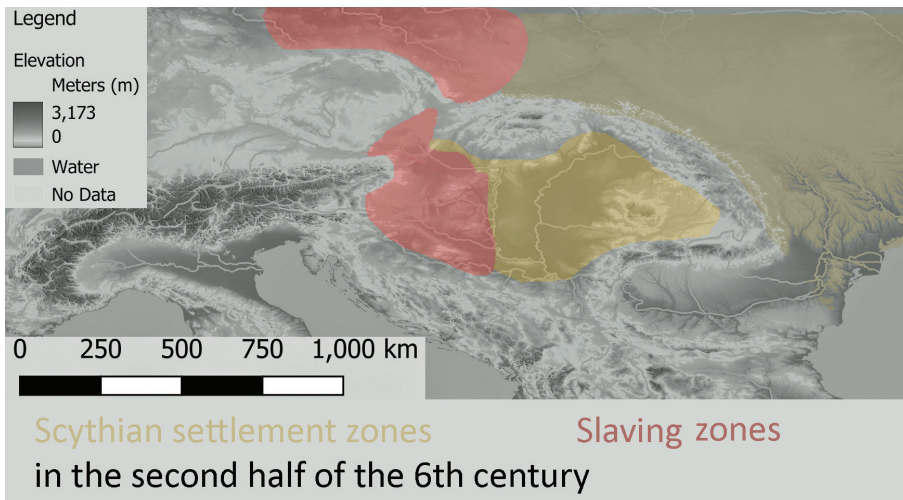 Legend
Elevation
Meters (m)
3,173
0
Water
No Data
0 250 500 750 1,000 km
Scythian settlement zones Slaving zones
in the second half of the 6th century